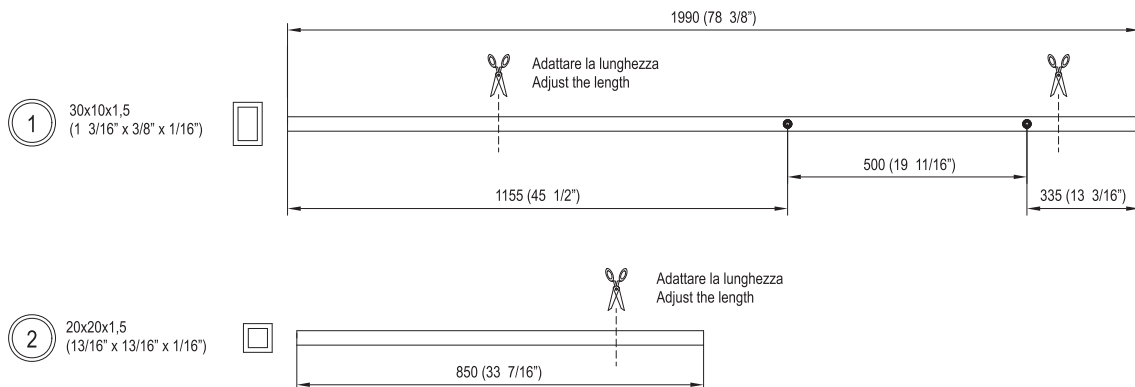 1990 (78 3/8”)
Adattare la lunghezza
Adjust the length
1
30x10x1,5
(1 3/16” x 3/8” x 1/16”)
500 (19 11/16”)
1155 (45 1/2”)
335 (13 3/16”)
Adattare la lunghezza
Adjust the length
2
20x20x1,5
(13/16” x 13/16” x 1/16”)
850 (33 7/16”)